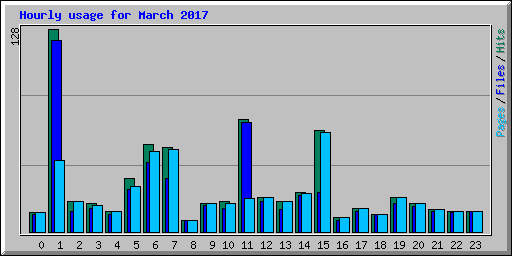 Hourly usage for March 2017
128
Pages/Files/Hits
0 1 2 3 4 5 6 7 8 9 10 11 12 13 14 15 16 17 18 19 20 21 22 23